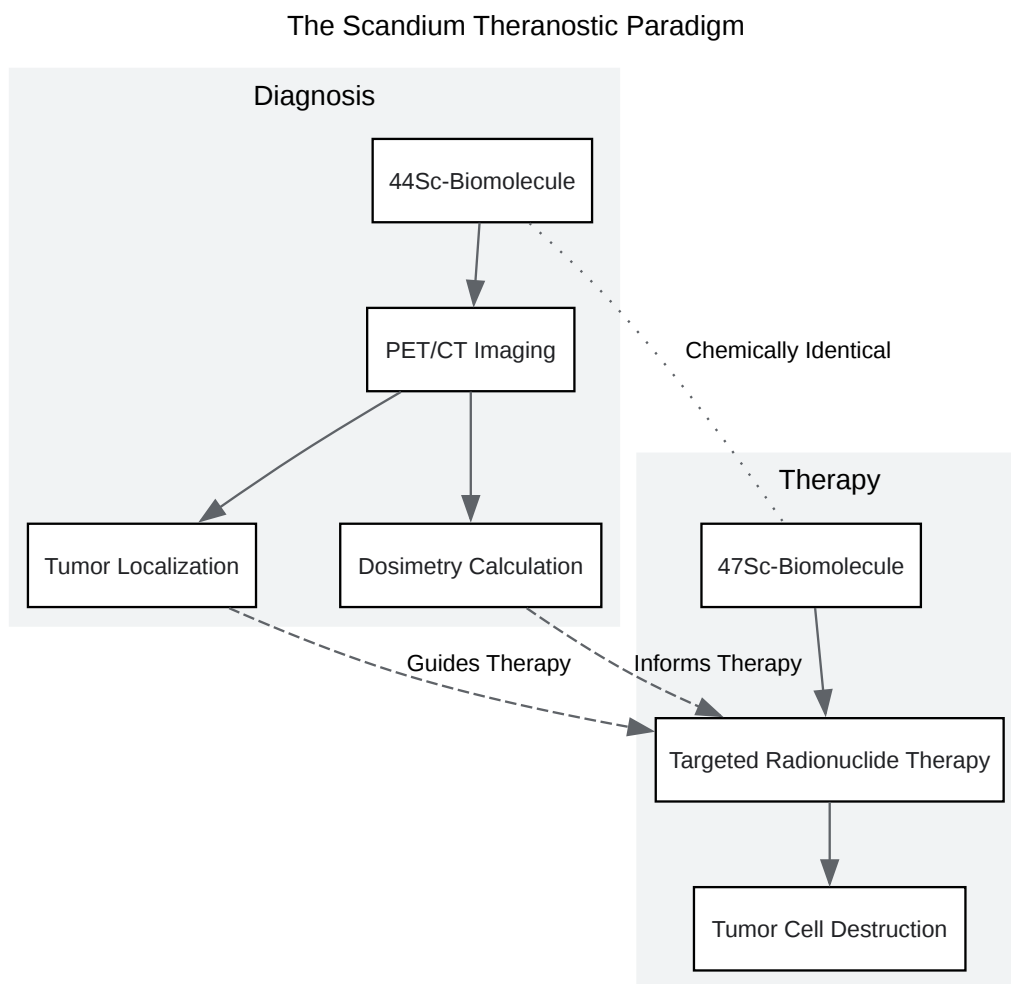 The Scandium Theranostic Paradigm
Diagnosis
44Sc-Biomolecule
PET/CT Imaging
Chemically Identical
Therapy
Tumor Localization
Dosimetry Calculation
47Sc-Biomolecule
Guides Therapy
Informs Therapy
Targeted Radionuclide Therapy
Tumor Cell Destruction